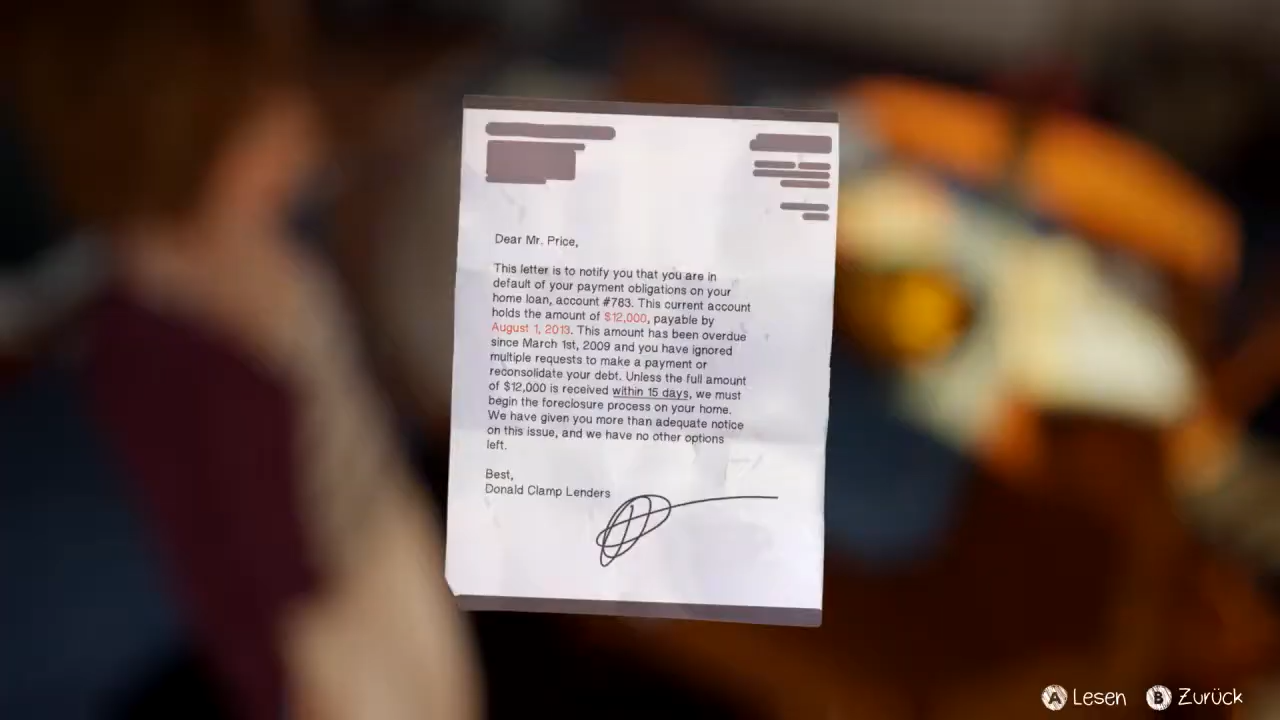 Dear Mr. Price,
This letter is to notify you that you are in
default of your payment obligations on your
home loan, account #783. This current account
holds the amount of $12,000, payable by
August 1, 2013. This amount has been overdue
since March 1st, 2009 and you have ignored
multiple requests to make a payment or
reconsolidate your debt. Unless the full amount
of $12,000 is received within 15 days, we must
begin the foreclosure process on your home.
We have given you more than adequate notice
on this issue, and we have no other options
left.
Best,
Donald Clamp Lenders
A Lesen B Zurück